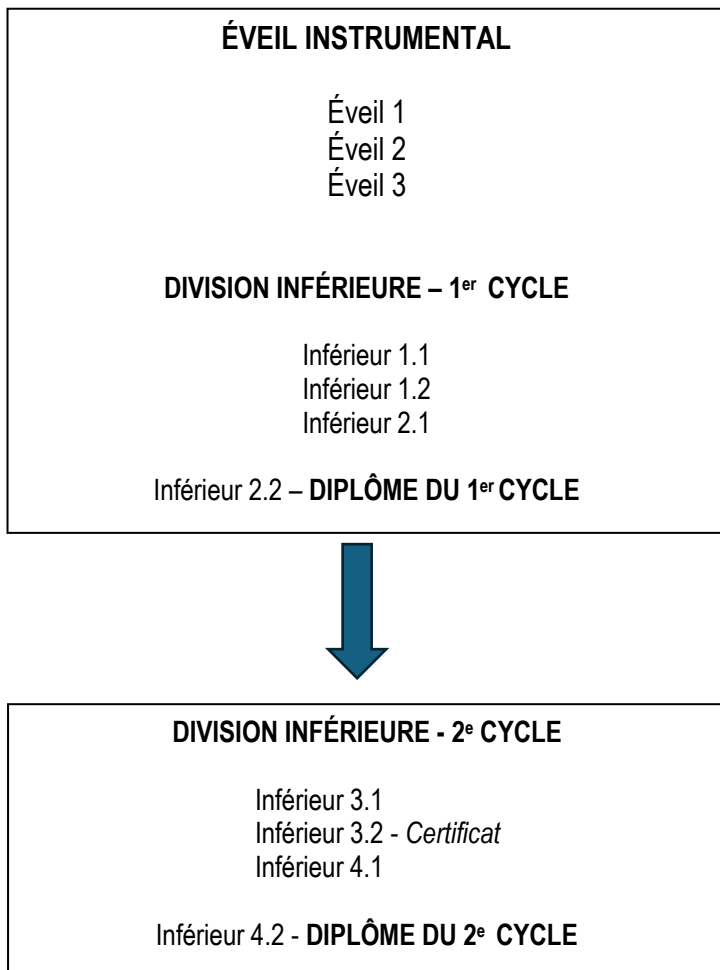 ÉVEIL INSTRUMENTAL
Éveil 1
Éveil 2
Éveil 3
DIVISION INFÉRIEURE – 1er CYCLE
Inférieur 1.1
Inférieur 1.2
Inférieur 2.1
Inférieur 2.2 – DIPLÔME DU 1er CYCLE
DIVISION INFÉRIEURE - 2e CYCLE
Inférieur 3.1
Inférieur 3.2 - Certificat
Inférieur 4.1
Inférieur 4.2 - DIPLÔME DU 2e CYCLE